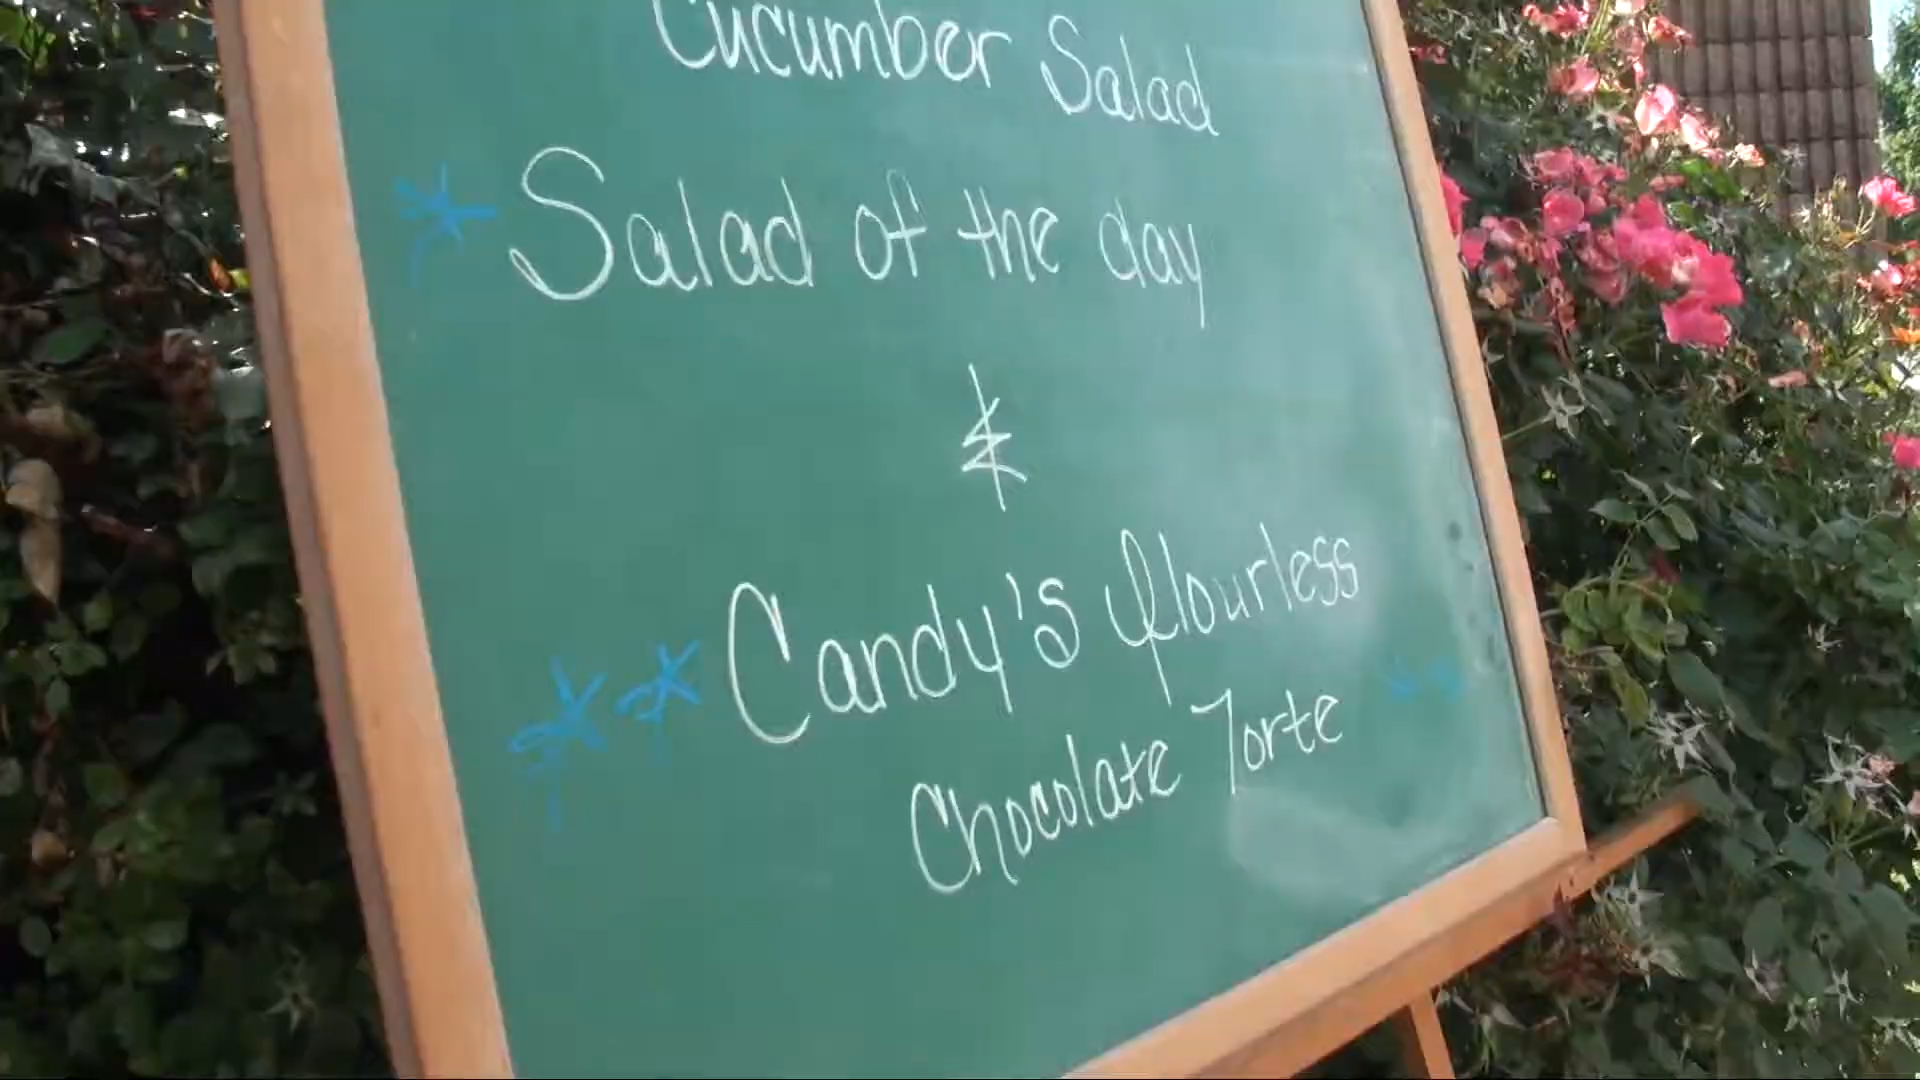 Cucumber Salad
* Salad of the day
&
** Candy's flourless **
Chocolate Torte